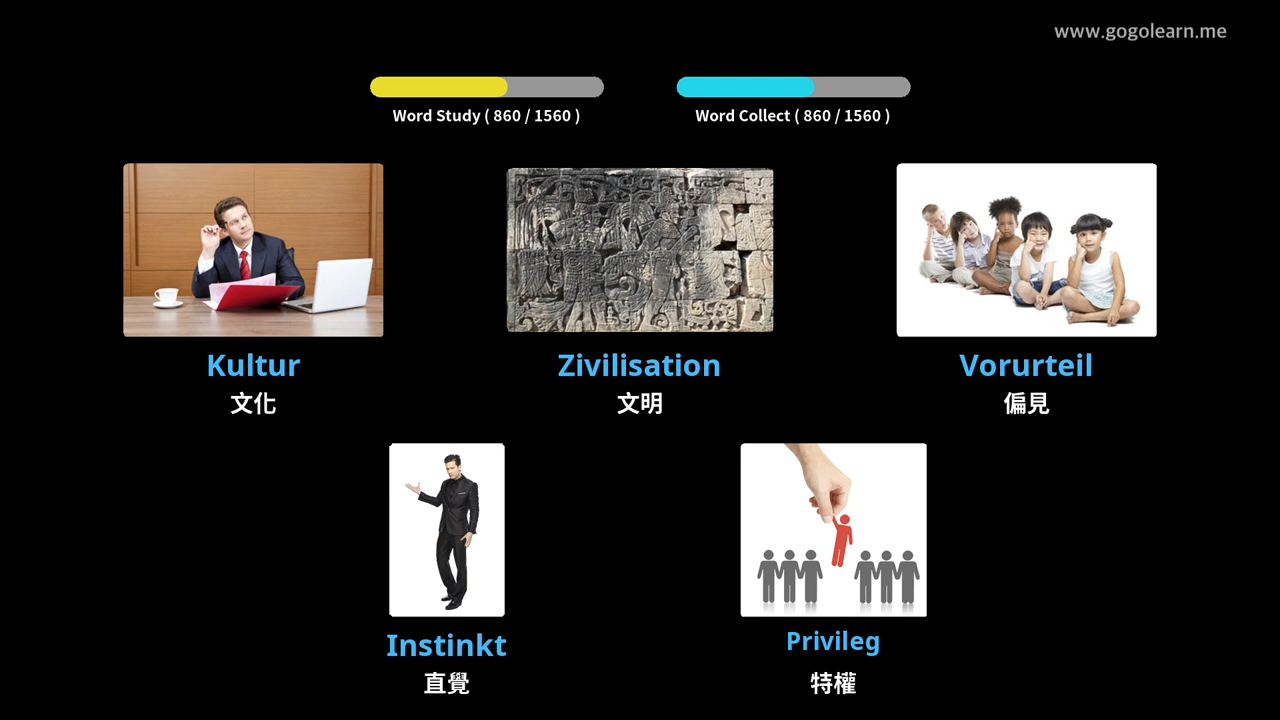 www.gogolearn.me
Word Study ( 860 / 1560 )
Word Collect ( 860 / 1560 )
Kultur
文化
Zivilisation
文明
Vorurteil
偏見
Instinkt
直覺
Privileg
特權